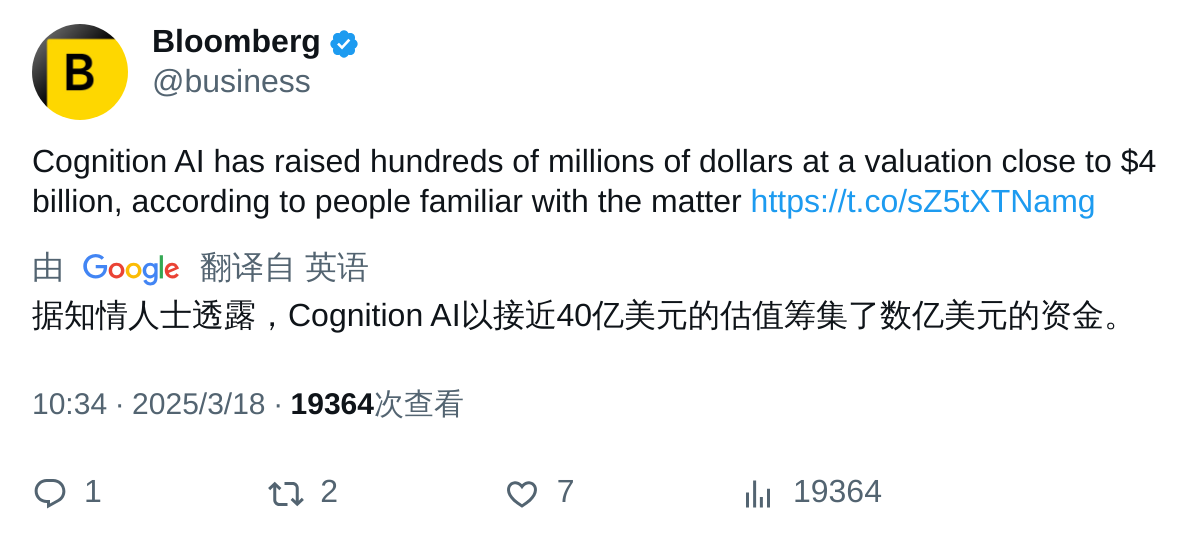 B
Bloomberg
@business
Cognition AI has raised hundreds of millions of dollars at a valuation close to $4
billion, according to people familiar with the matter https://t.co/sZ5tXTNamg
由 Google 翻译自 英语
据知情人士透露，Cognition AI以接近40亿美元的估值筹集了数亿美元的资金。
10:34 · 2025/3/18 · 19364次查看
1 2 7 19364